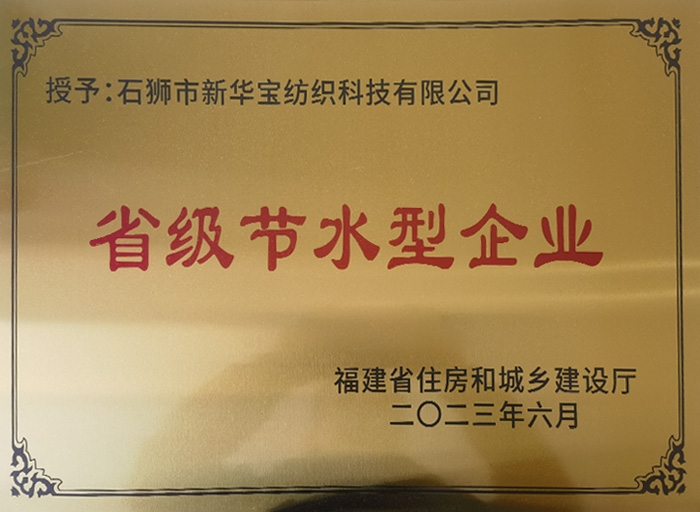 授予：石狮市新华宝纺织科技有限公司
省级节水型企业
福建省住房和城乡建设厅
二〇二三年六月